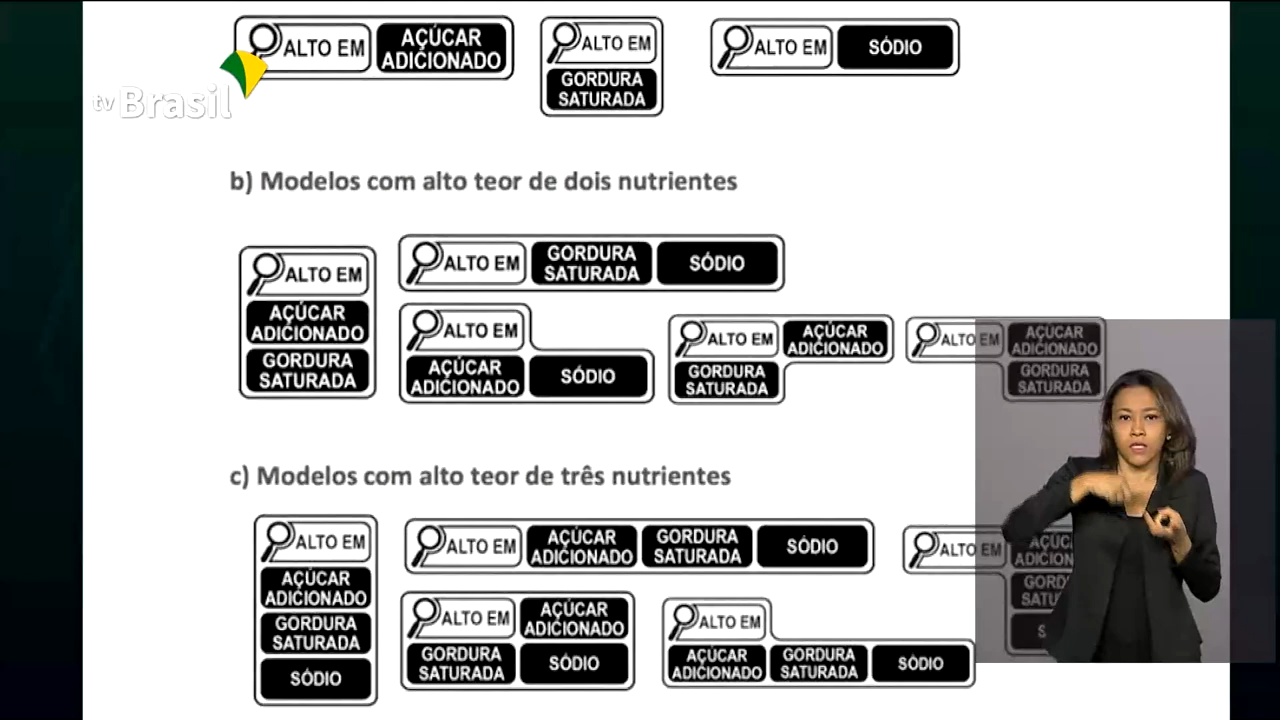 ALTO EM
AÇÚCAR
ADICIONADO
ALTO EM
GORDURA
SATURADA
ALTO EM
SÓDIO
tv Brasil
b) Modelos com alto teor de dois nutrientes
ALTO EM
AÇÚCAR
ADICIONADO
GORDURA
SATURADA
ALTO EM
GORDURA
SATURADA
SÓDIO
ALTO EM
AÇÚCAR
ADICIONADO
SÓDIO
ALTO EM
AÇÚCAR
ADICIONADO
GORDURA
SATURADA
ALTO EM
AÇÚCAR
ADICIONADO
GORDURA
SATURADA
c) Modelos com alto teor de três nutrientes
ALTO EM
AÇÚCAR
ADICIONADO
GORDURA
SATURADA
SÓDIO
ALTO EM
AÇÚCAR
ADICIONADO
GORDURA
SATURADA
SÓDIO
ALTO EM
AÇÚCAR
ADICIONADO
GORDURA
SATURADA
SÓDIO
ALTO EM
AÇÚCAR
ADICIONADO
GORDURA
SATURADA
SÓDIO
ALTO EM